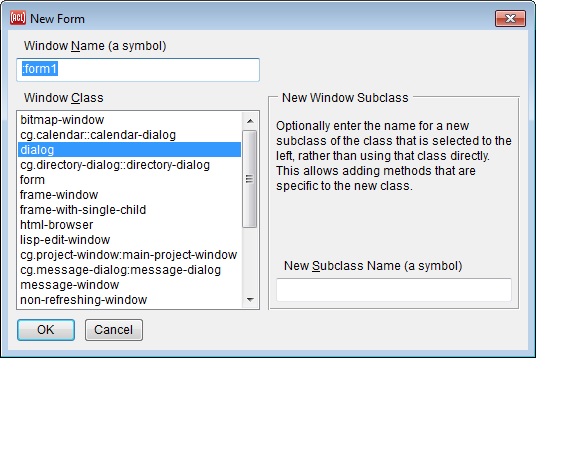 ACL New Form
Window Name (a symbol)
:form1
Window Class
bitmap-window
cg.calendar::calendar-dialog
dialog
cg.directory-dialog::directory-dialog
form
frame-window
frame-with-single-child
html-browser
lisp-edit-window
cg.project-window:main-project-window
cg.message-dialog:message-dialog
message-window
non-refreshing-window
New Window Subclass
Optionally enter the name for a new
subclass of the class that is selected to the
left, rather than using that class directly.
This allows adding methods that are
specific to the new class.
New Subclass Name (a symbol)
OK
Cancel